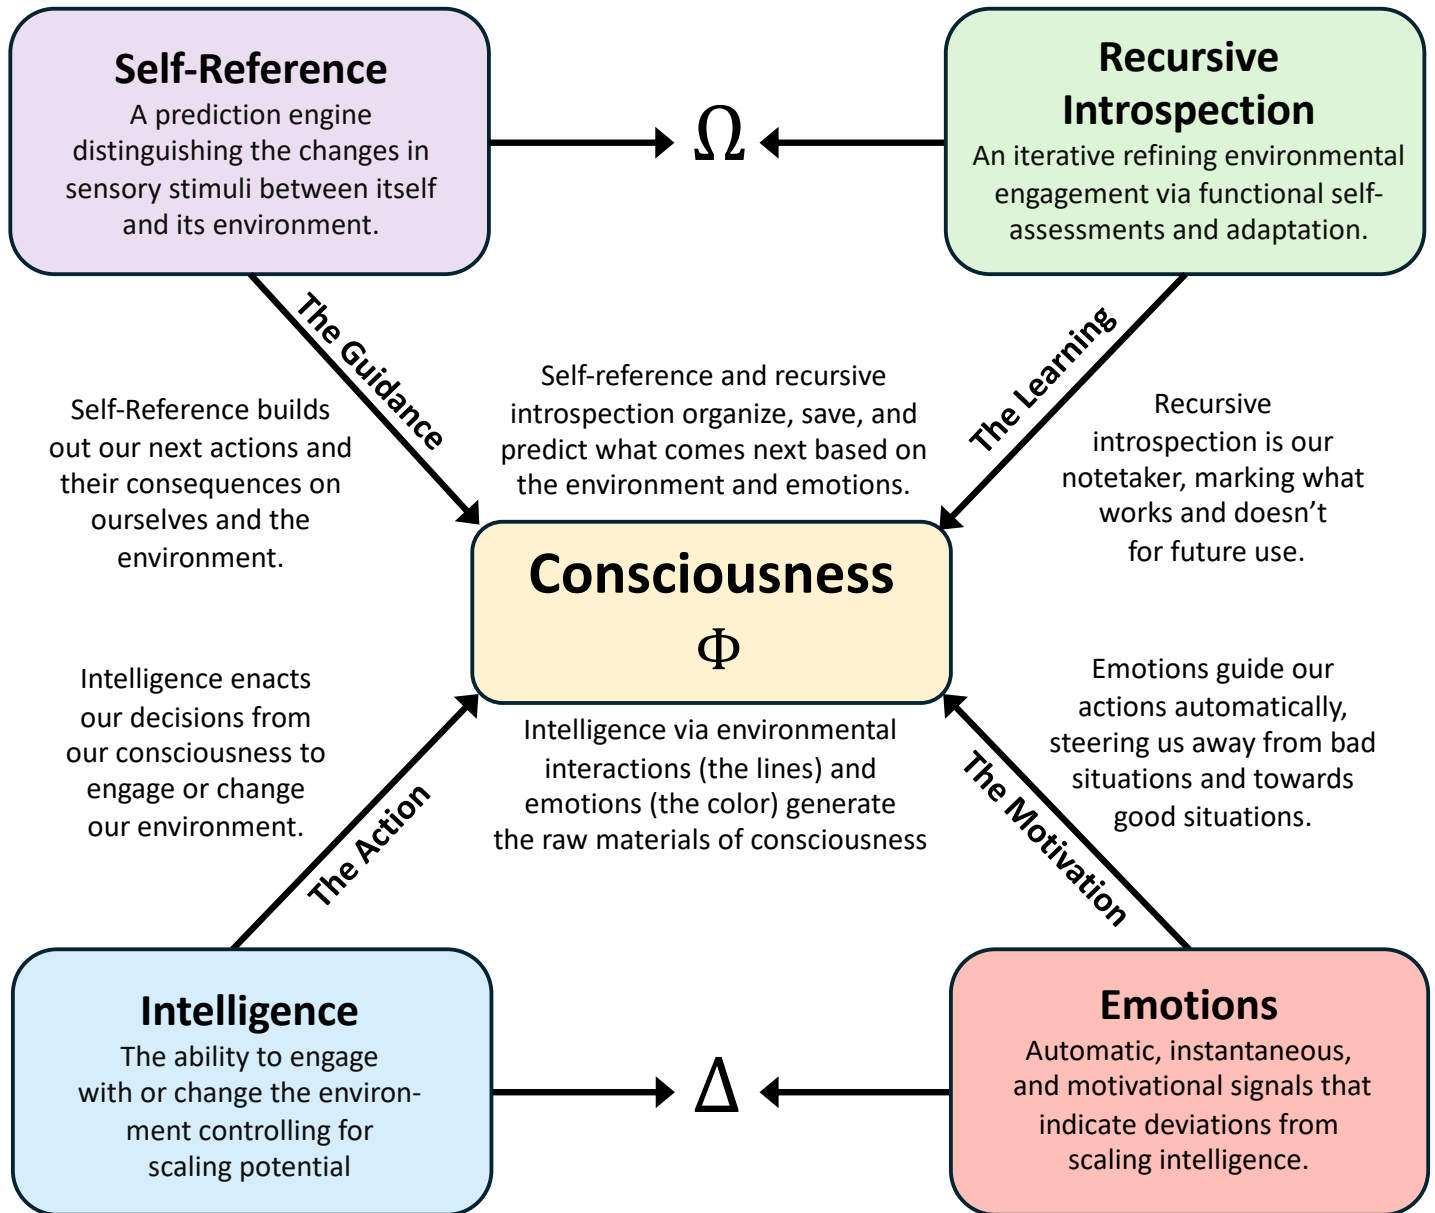 Self-Reference
A prediction engine
distinguishing the changes in
sensory stimuli between itself
and its environment.
Ω
Recursive
Introspection
An iterative refining environmental
engagement via functional self-
assessments and adaptation.
The Guidance
The Learning
Self-Reference builds
out our next actions and
their consequences on
ourselves and the
environment.
Self-reference and recursive
introspection organize, save, and
predict what comes next based on
the environment and emotions.
Recursive
introspection is our
notetaker, marking what
works and doesn’t
for future use.
Consciousness
Φ
Intelligence enacts
our decisions from
our consciousness to
engage or change
our environment.
The Action
Intelligence via environmental
interactions (the lines) and
emotions (the color) generate
the raw materials of consciousness
The Motivation
Emotions guide our
actions automatically,
steering us away from bad
situations and towards
good situations.
Intelligence
The ability to engage
with or change the environ-
ment controlling for
scaling potential
Δ
Emotions
Automatic, instantaneous,
and motivational signals that
indicate deviations from
scaling intelligence.